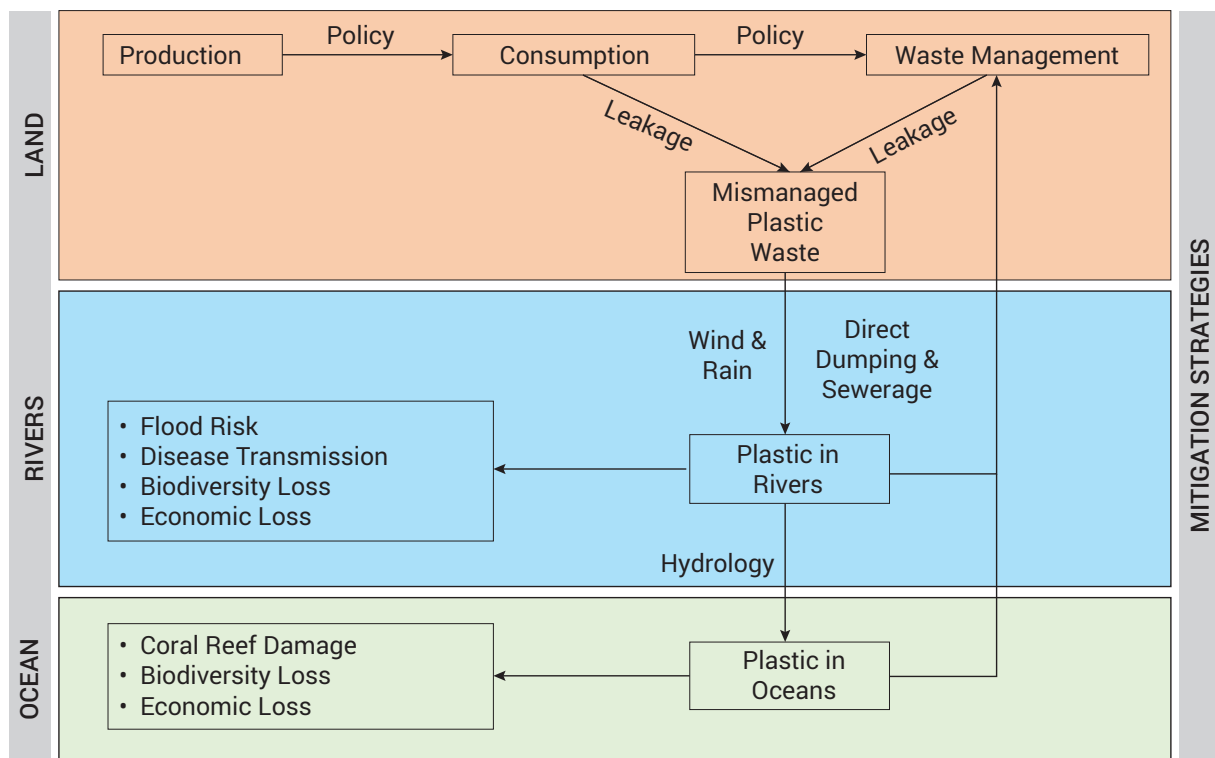 LAND
Production
Policy
Consumption
Policy
Waste Management
Leakage
Leakage
Mismanaged
Plastic
Waste
RIVERS
Wind &
Rain
Direct
Dumping &
Sewerage
• Flood Risk
• Disease Transmission
• Biodiversity Loss
• Economic Loss
Plastic in
Rivers
Hydrology
OCEAN
• Coral Reef Damage
• Biodiversity Loss
• Economic Loss
Plastic in
Oceans
MITIGATION STRATEGIES